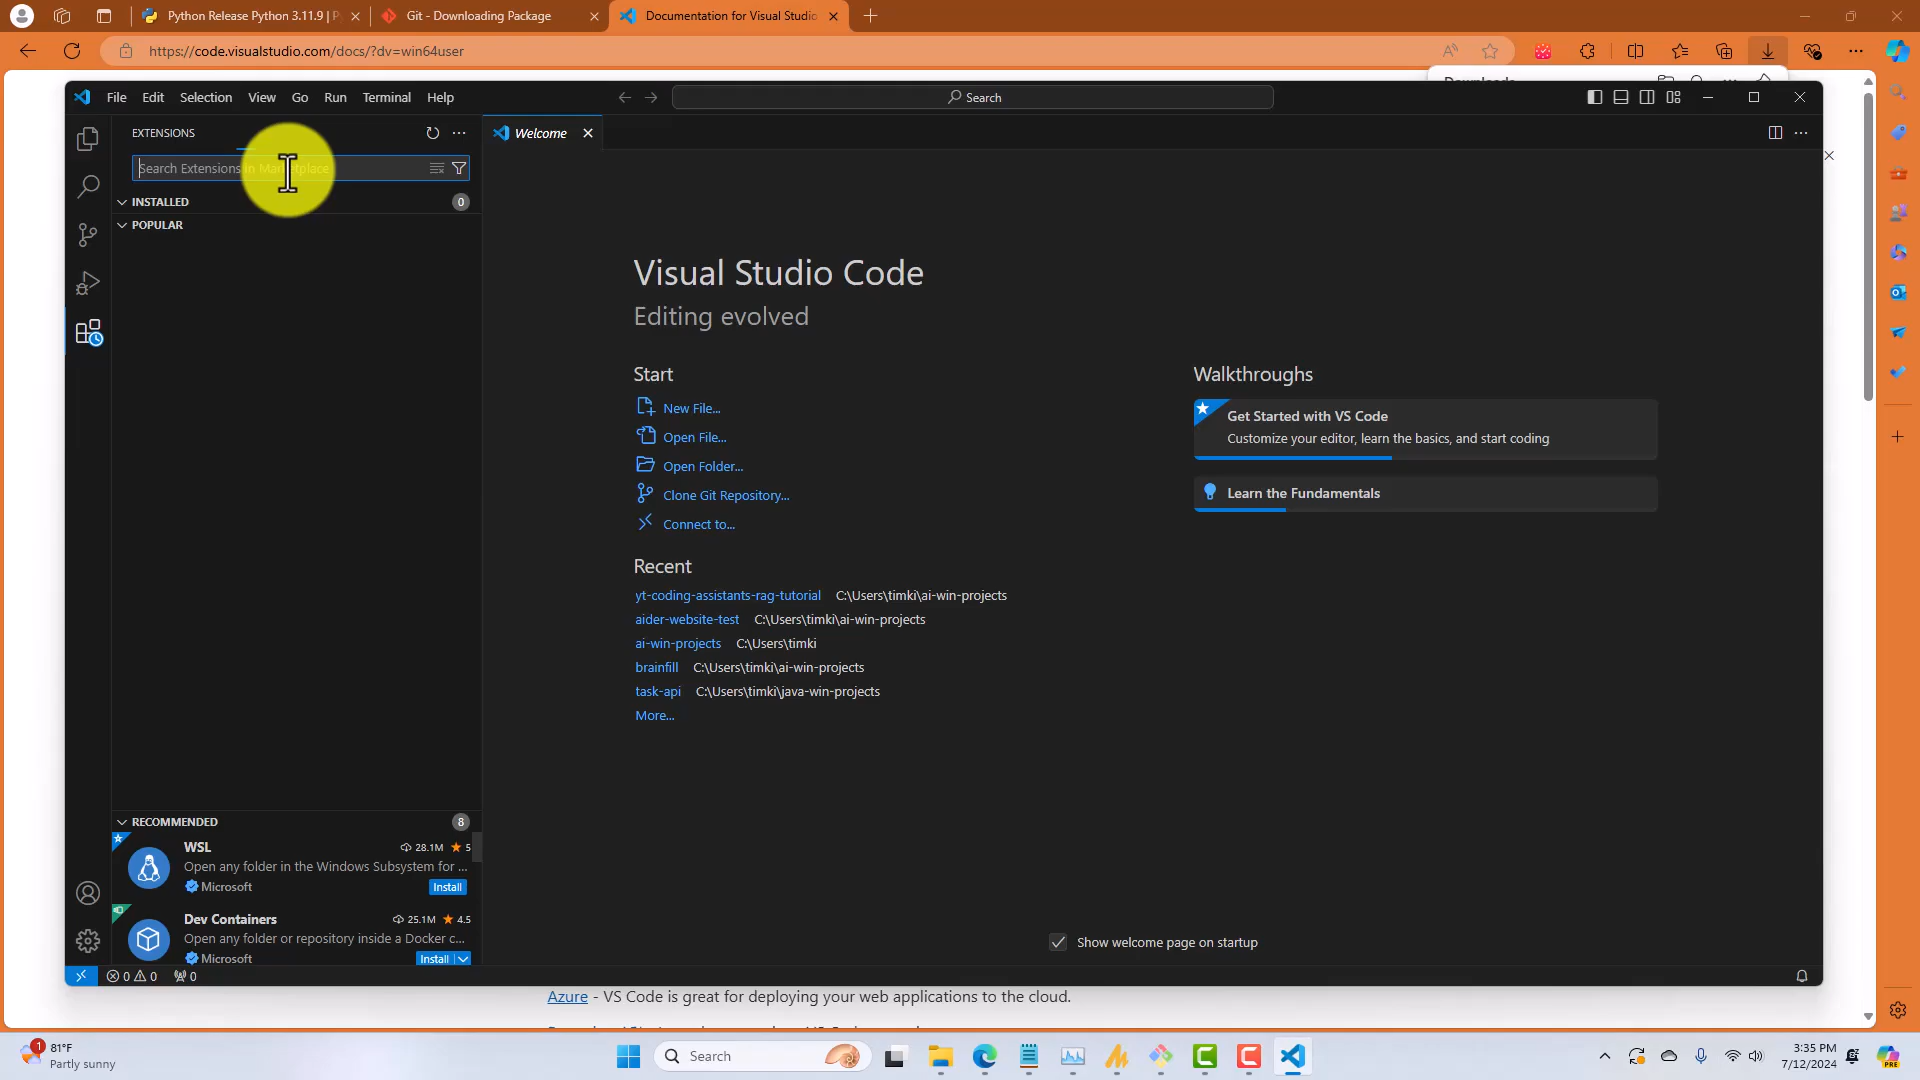 Python Release Python 3.11.9 | P
Git - Downloading Package
Documentation for Visual Studio
https://code.visualstudio.com/docs/?dv=win64user
File Edit Selection View Go Run Terminal Help
Search
EXTENSIONS
Welcome
Search Extensions in Marketplace
INSTALLED
0
POPULAR
Visual Studio Code
Editing evolved
Start
New File...
Open File...
Open Folder...
Clone Git Repository...
Connect to...
Walkthroughs
Get Started with VS Code
Customize your editor, learn the basics, and start coding
Learn the Fundamentals
Recent
yt-coding-assistants-rag-tutorial C:\Users\timki\ai-win-projects
aider-website-test C:\Users\timki\ai-win-projects
ai-win-projects C:\Users\timki
brainfill C:\Users\timki\ai-win-projects
task-api C:\Users\timki\java-win-projects
More...
RECOMMENDED
8
WSL 28.1M 5
Open any folder in the Windows Subsystem for ...
Microsoft Install
Dev Containers 25.1M 4.5
Open any folder or repository inside a Docker c...
Microsoft Install
Show welcome page on startup
0 0 0
Azure - VS Code is great for deploying your web applications to the cloud.
1
81°F
Partly sunny
Search
3:35 PM
7/12/2024
PRE